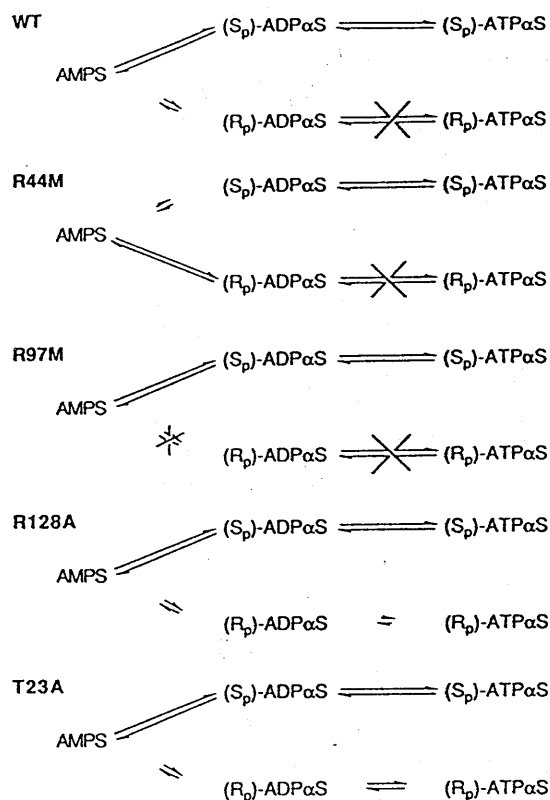 WT
(Sp)-ADPαS (Sp)-ATPαS
AMPS
(Rp)-ADPαS (Rp)-ATPαS
R44M
(Sp)-ADPαS (Sp)-ATPαS
AMPS
(Rp)-ADPαS (Rp)-ATPαS
R97M
(Sp)-ADPαS (Sp)-ATPαS
AMPS
(Rp)-ADPαS (Rp)-ATPαS
R128A
(Sp)-ADPαS (Sp)-ATPαS
AMPS
(Rp)-ADPαS (Rp)-ATPαS
T23A
(Sp)-ADPαS (Sp)-ATPαS
AMPS
(Rp)-ADPαS (Rp)-ATPαS